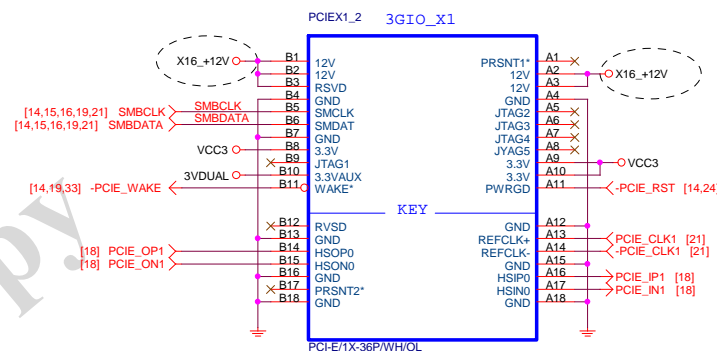 PCIEX1_2 3GIO_X1
X16_+12V B1 12V PRSNT1* A1
B2 12V 12V A2 X16_+12V
B3 RSVD 12V A3
B4 GND GND A4
[14,15,16,19,21] SMBCLK SMBCLK B5 SMCLK JTAG2 A5
[14,15,16,19,21] SMBDATA SMBDATA B6 SMDAT JTAG3 A6
B7 GND JTAG4 A7
VCC3 B8 3.3V JYAG5 A8
B9 JTAG1 3.3V A9 VCC3
3VDUAL B10 3.3VAUX 3.3V A10
[14,19,33] -PCIE_WAKE B11 WAKE* PWRGD A11 -PCIE_RST [14,24]
KEY
B12 RVSD GND A12
B13 GND REFCLK+ A13 PCIE_CLK1 [21]
[18] PCIE_OP1 B14 HSOP0 REFCLK- A14 -PCIE_CLK1 [21]
[18] PCIE_ON1 B15 HSON0 GND A15
B16 GND HSIP0 A16 PCIE_IP1 [18]
B17 PRSNT2* HSIN0 A17 PCIE_IN1 [18]
B18 GND GND A18
PCI-E/1X-36P/WH/OL
py